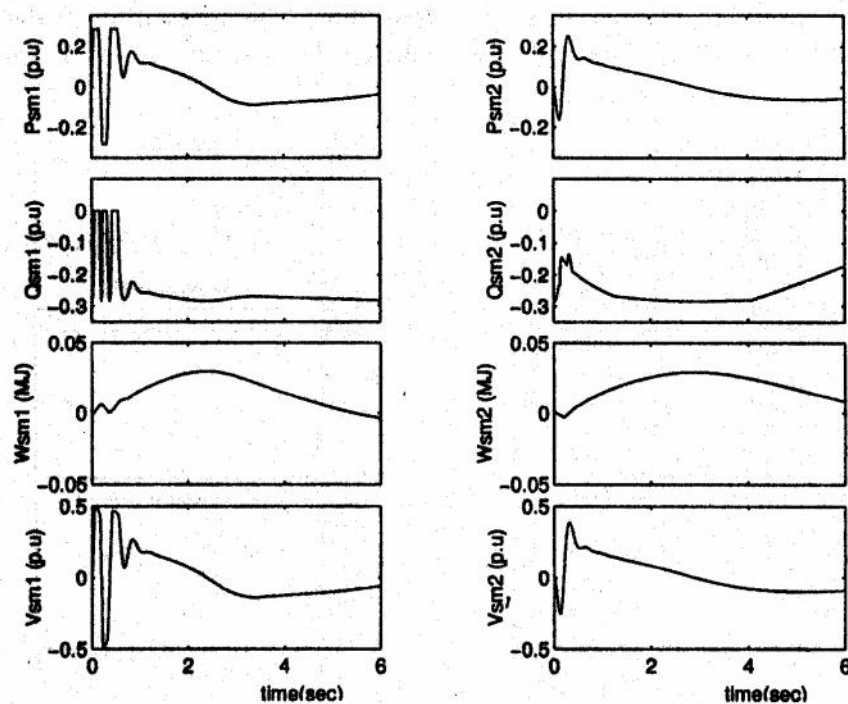 Psm1 (p.u)
0.2
0
−0.2
Psm2 (p.u)
0.2
0
−0.2
Qsm1 (p.u)
0
−0.1
−0.2
−0.3
Qsm2 (p.u)
0
−0.1
−0.2
−0.3
Wsm1 (MJ)
0.05
0
−0.05
Wsm2 (MJ)
0.05
0
−0.05
Vsm1 (p.u)
0.5
0
−0.5
0 2 4 6
time(sec)
Vsm2 (p.u)
0.5
0
−0.5
0 2 4 6
time(sec)